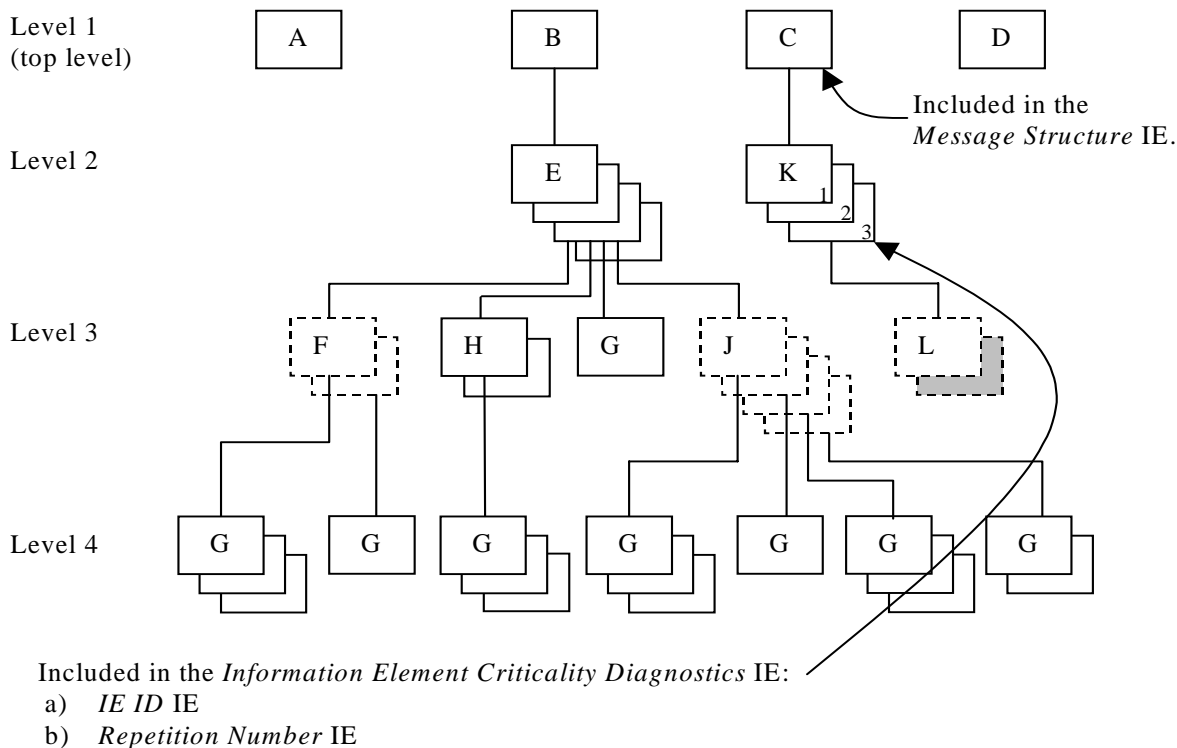 Level 1
(top level)
A
B
C
D
Included in the
Message Structure IE.
Level 2
E
K
1
2
3
Level 3
F
H
G
J
L
Level 4
G
G
G
G
G
G
G
Included in the Information Element Criticality Diagnostics IE:
a) IE ID IE
b) Repetition Number IE